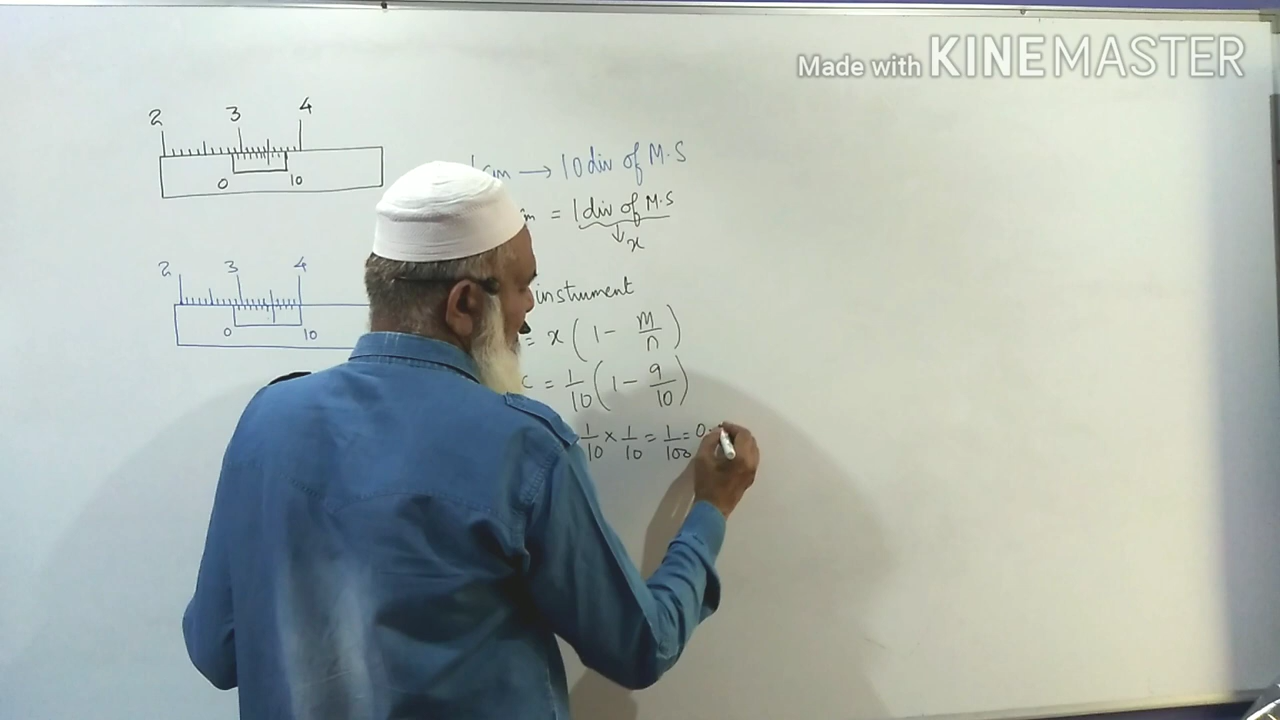 Made with KINEMASTER
2 3 4
0 10
1cm → 10 div of M.S
= 1 div of M.S
↓ x
2 3 4
0 10
instrument
= x (1 - m/n)
C = 1/10 (1 - 9/10)
1/10 × 1/10 = 1/100 = 0.